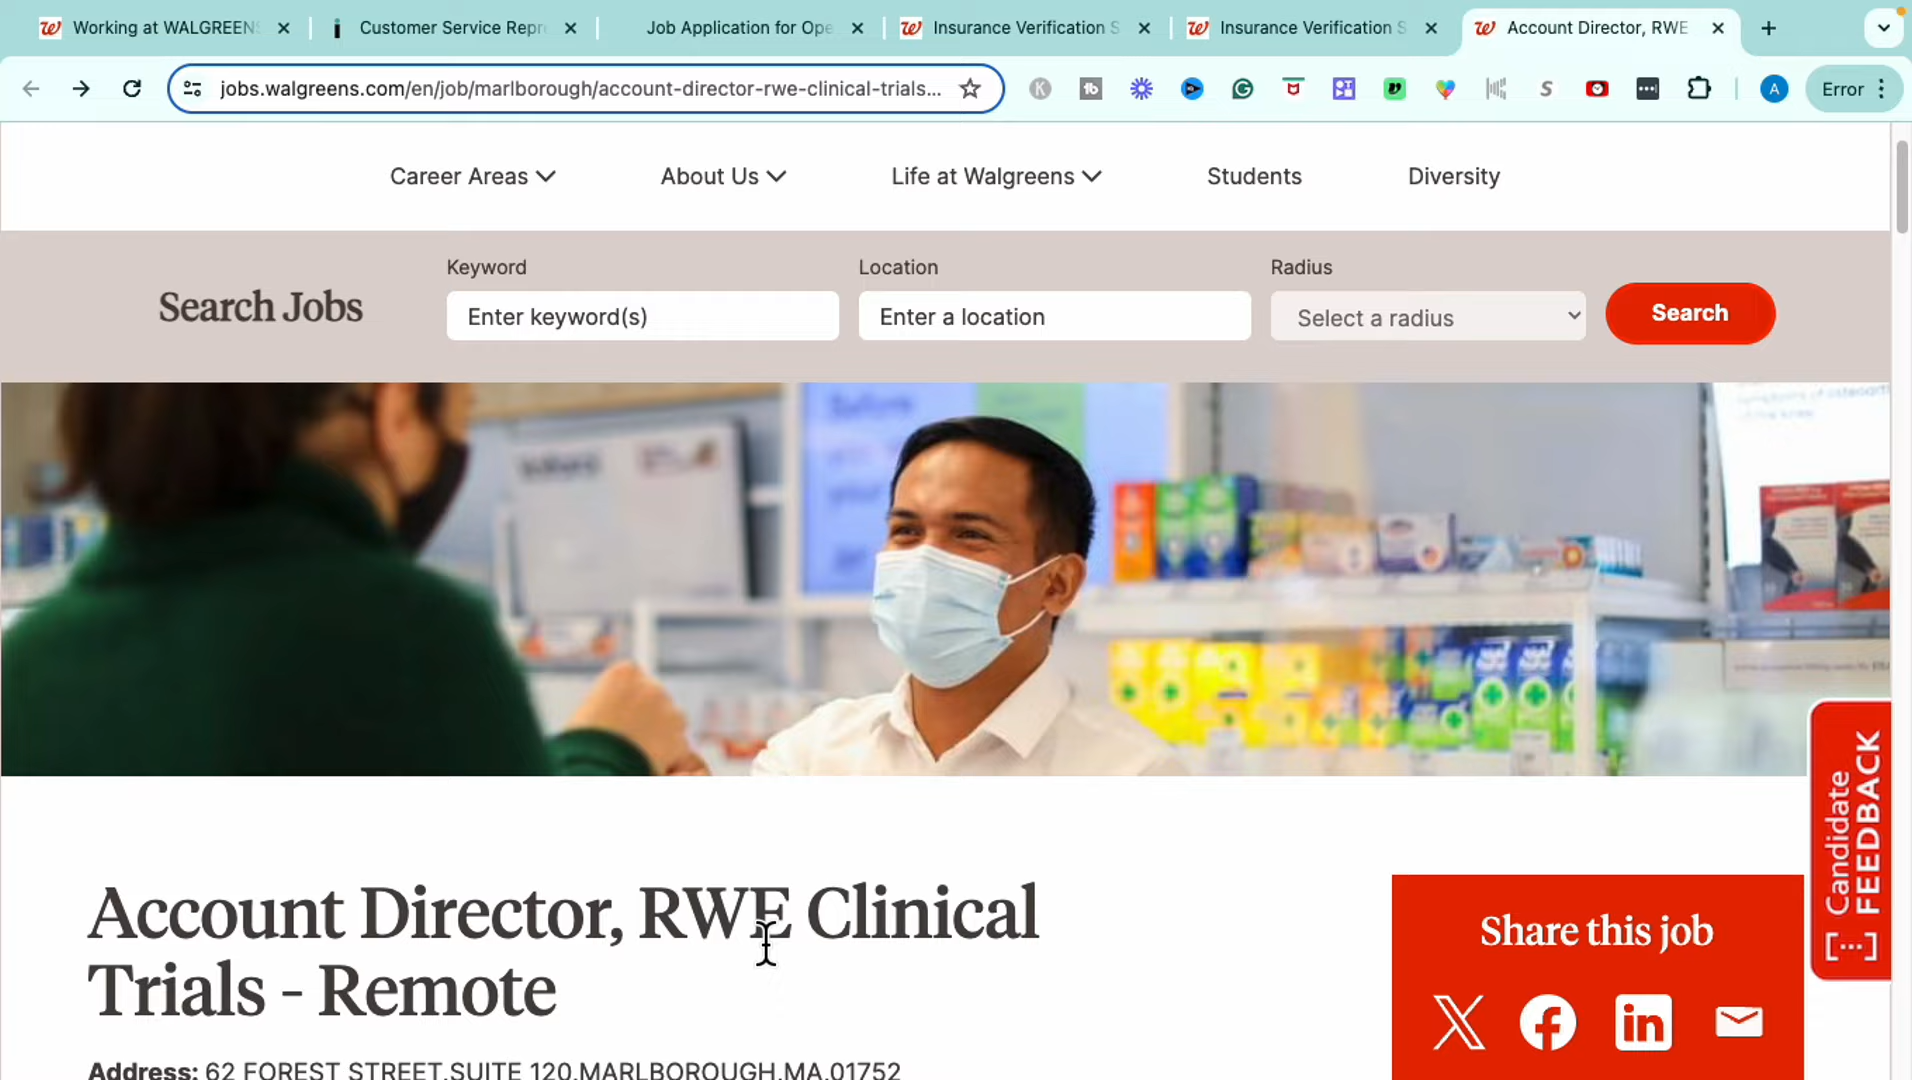 Working at WALGREENS
Customer Service Repr
Job Application for Ope
Insurance Verification S
Insurance Verification S
Account Director, RWE
jobs.walgreens.com/en/job/marlborough/account-director-rwe-clinical-trials...
Error
Career Areas
About Us
Life at Walgreens
Students
Diversity
Search Jobs
Keyword
Location
Radius
Enter keyword(s)
Enter a location
Select a radius
Search
Candidate
FEEDBACK
[...]
Account Director, RWE Clinical
Trials - Remote
Share this job
Address: 62 FOREST STREET,SUITE 120,MARLBOROUGH,MA,01752